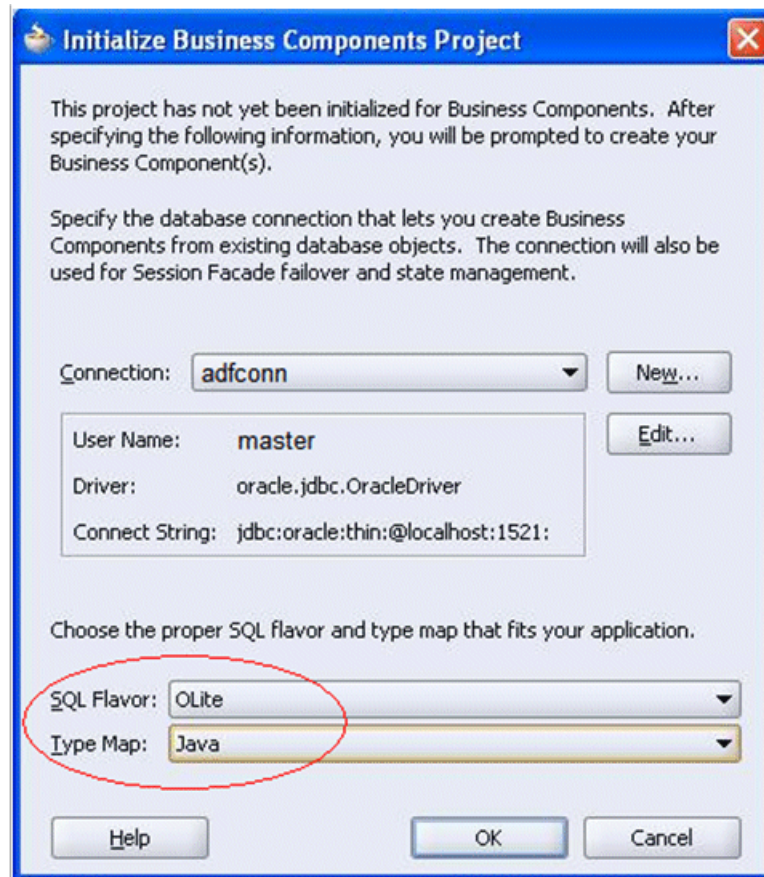 Initialize Business Components Project
This project has not yet been initialized for Business Components. After
specifying the following information, you will be prompted to create your
Business Component(s).
Specify the database connection that lets you create Business
Components from existing database objects. The connection will also be
used for Session Facade failover and state management.
Connection: adfconn New...
Edit...
User Name: master
Driver: oracle.jdbc.OracleDriver
Connect String: jdbc:oracle:thin:@localhost:1521:
Choose the proper SQL flavor and type map that fits your application.
SQL Flavor: OLite
Type Map: Java
Help OK Cancel